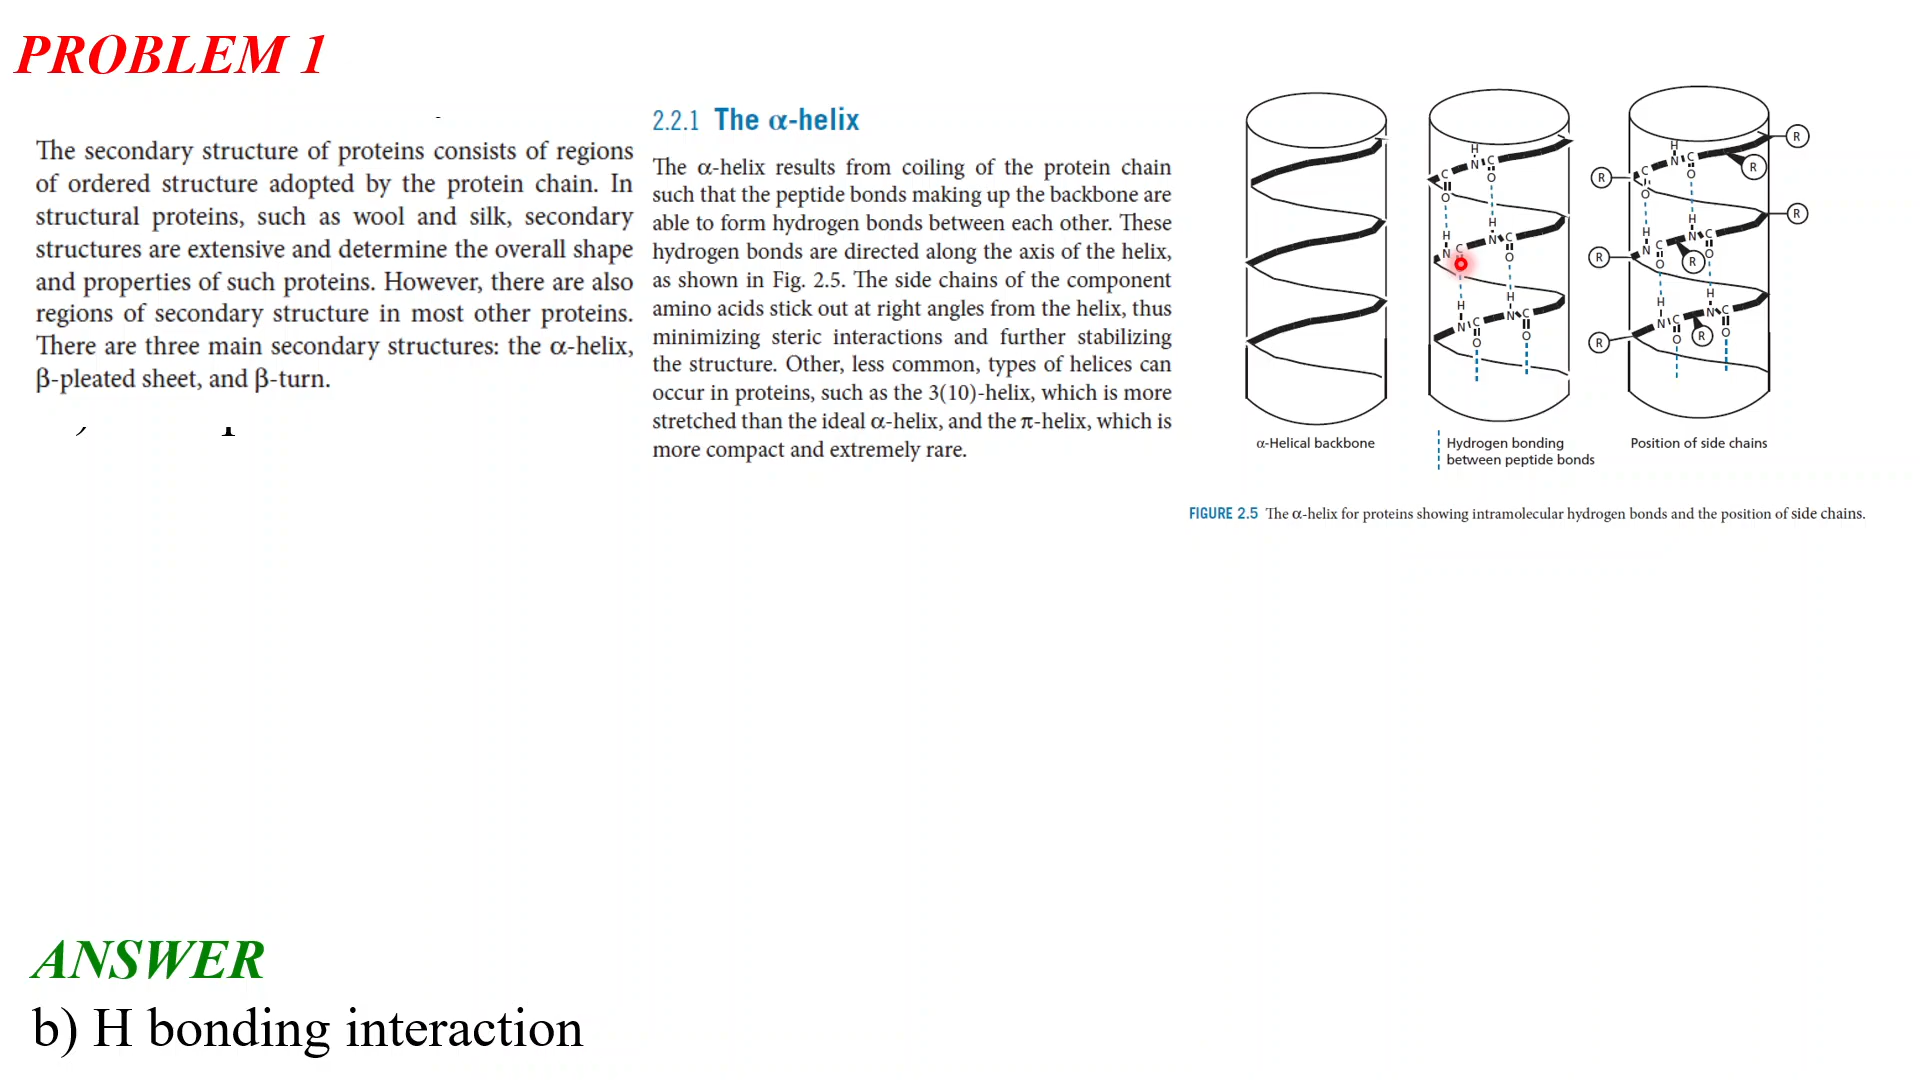 PROBLEM 1
The secondary structure of proteins consists of regions
of ordered structure adopted by the protein chain. In
structural proteins, such as wool and silk, secondary
structures are extensive and determine the overall shape
and properties of such proteins. However, there are also
regions of secondary structure in most other proteins.
There are three main secondary structures: the α-helix,
β-pleated sheet, and β-turn.
2.2.1 The α-helix
The α-helix results from coiling of the protein chain
such that the peptide bonds making up the backbone are
able to form hydrogen bonds between each other. These
hydrogen bonds are directed along the axis of the helix,
as shown in Fig. 2.5. The side chains of the component
amino acids stick out at right angles from the helix, thus
minimizing steric interactions and further stabilizing
the structure. Other, less common, types of helices can
occur in proteins, such as the 3(10)-helix, which is more
stretched than the ideal α-helix, and the π-helix, which is
more compact and extremely rare.
α-Helical backbone
Hydrogen bonding
between peptide bonds
Position of side chains
FIGURE 2.5 The α-helix for proteins showing intramolecular hydrogen bonds and the position of side chains.
ANSWER
b) H bonding interaction